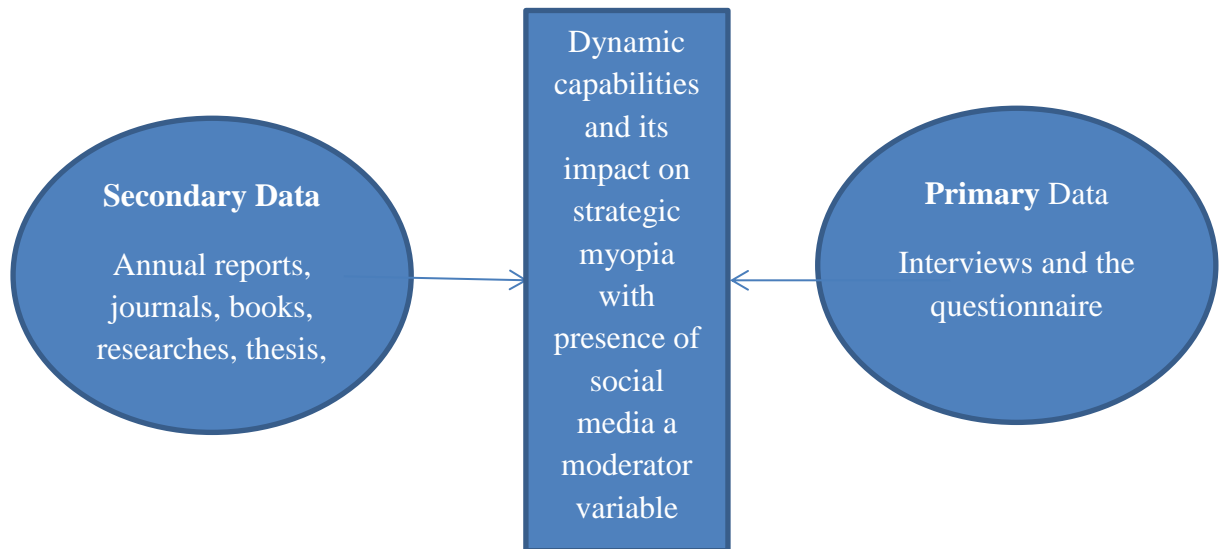 Secondary Data
Annual reports,
journals, books,
researches, thesis,
Dynamic
capabilities
and its
impact on
strategic
myopia
with
presence of
social
media a
moderator
variable
Primary Data
Interviews and the
questionnaire